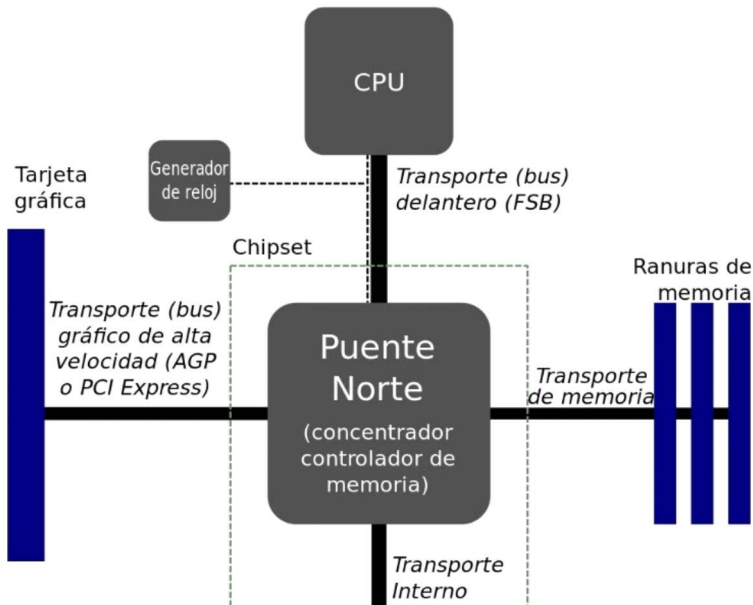 CPU
Generador
de reloj
Tarjeta
gráfica
Transporte (bus)
delantero (FSB)
Chipset
Ranuras de
memoria
Transporte (bus)
gráfico de alta
velocidad (AGP
o PCI Express)
Puente
Norte
(concentrador
controlador de
memoria)
Transporte
de memoria
Transporte
Interno